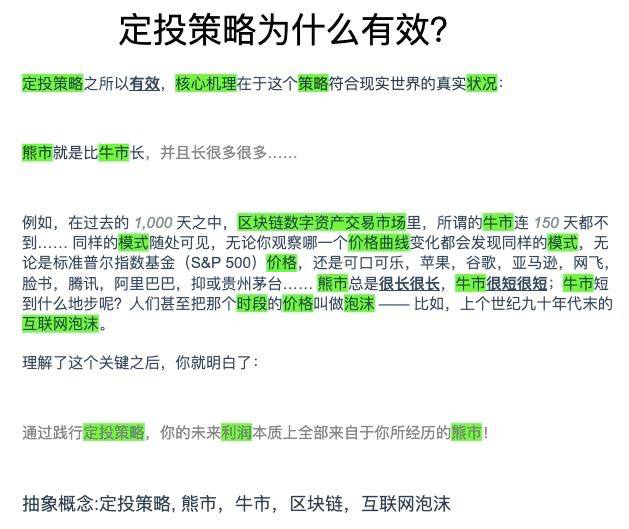 定投策略为什么有效？
定投策略之所以有效，核心机理在于这个策略符合现实世界的真实状况：
熊市就是比牛市长，并且长很多很多……
例如，在过去的 1,000 天之中，区块链数字资产交易市场里，所谓的牛市连 150 天都不
到…… 同样的模式随处可见，无论你观察哪一个价格曲线变化都会发现同样的模式，无
论是标准普尔指数基金（S&P 500）价格，还是可口可乐，苹果，谷歌，亚马逊，网飞，
脸书，腾讯，阿里巴巴，抑或贵州茅台…… 熊市总是很长很长，牛市很短很短；牛市短
到什么地步呢？人们甚至把那个时段的价格叫做泡沫 —— 比如，上个世纪九十年代末的
互联网泡沫。
理解了这个关键之后，你就明白了：
通过践行定投策略，你的未来利润本质上全部来自于你所经历的熊市！
抽象概念:定投策略, 熊市，牛市，区块链，互联网泡沫